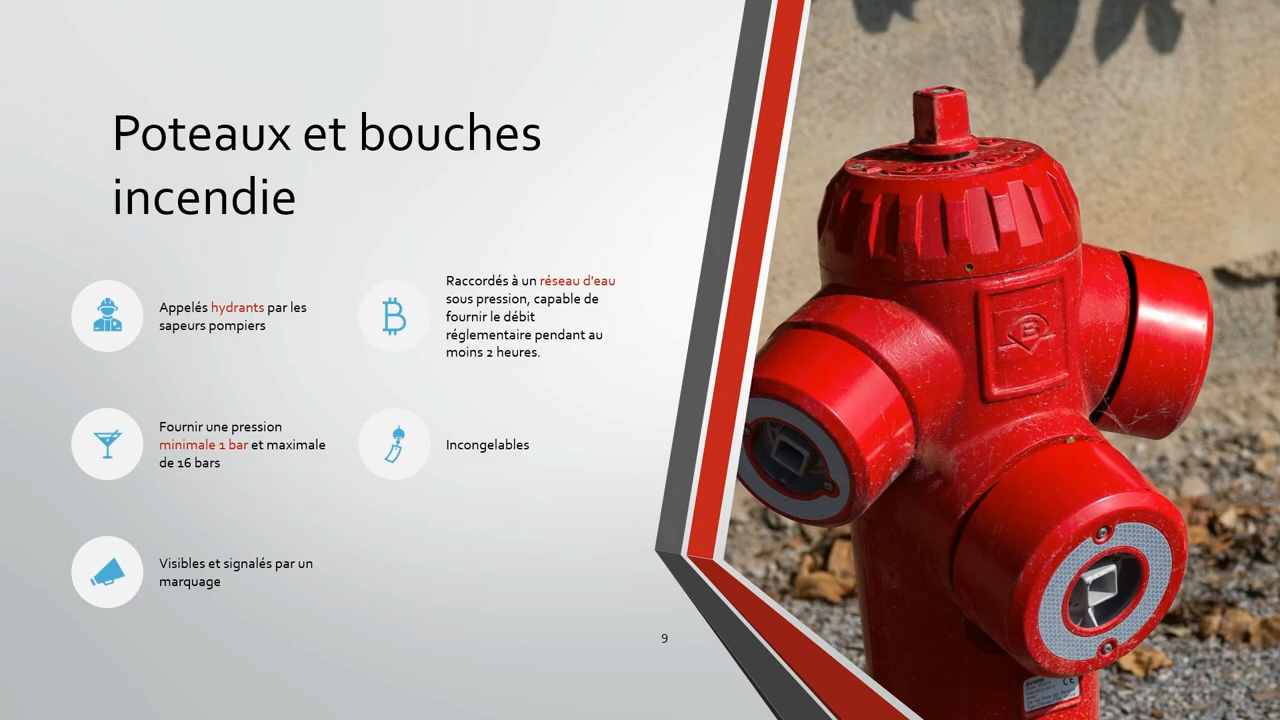 Poteaux et bouches
incendie
Appelés hydrants par les
sapeurs pompiers
Raccordés à un réseau d'eau
sous pression, capable de
fournir le débit
réglementaire pendant au
moins 2 heures.
Fournir une pression
minimale 1 bar et maximale
de 16 bars
Incongelables
Visibles et signalés par un
marquage
9
B
CE